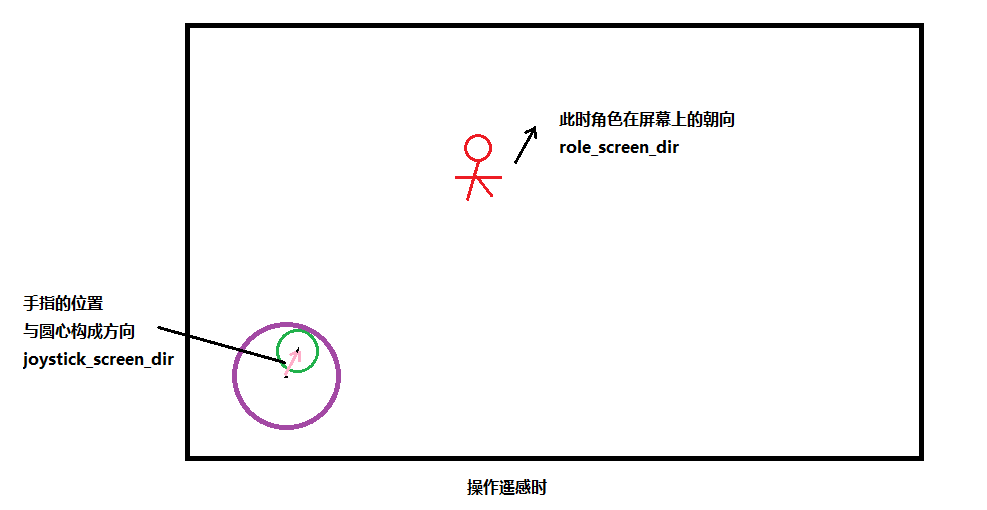 此时角色在屏幕上的朝向
role_screen_dir
手指的位置
与圆心构成方向
joystick_screen_dir
操作遥感时